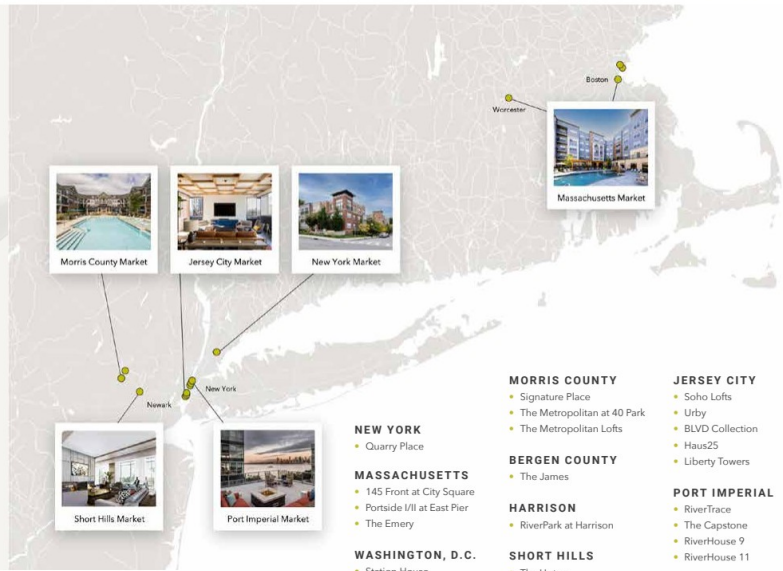 Boston
Worcester
Massachusetts Market
Morris County Market
Jersey City Market
New York Market
New York
Newark
Short Hills Market
Port Imperial Market
NEW YORK
• Quarry Place
MASSACHUSETTS
• 145 Front at City Square
• Portside I/II at East Pier
• The Emery
WASHINGTON, D.C.
• Station House
MORRIS COUNTY
• Signature Place
• The Metropolitan at 40 Park
• The Metropolitan Lofts
BERGEN COUNTY
• The James
HARRISON
• RiverPark at Harrison
SHORT HILLS
JERSEY CITY
• Soho Lofts
• Urby
• BLVD Collection
• Haus25
• Liberty Towers
PORT IMPERIAL
• RiverTrace
• The Capstone
• RiverHouse 9
• RiverHouse 11